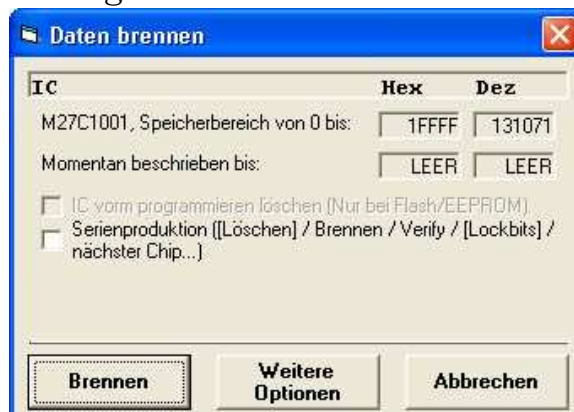 Daten brennen
IC Hex Dez
M27C1001, Speicherbereich von 0 bis: 1FFFF 131071
Momentan beschrieben bis: LEER LEER
IC vorm programmieren löschen (Nur bei Flash/EEPROM)
Serienproduktion ([Löschen] / Brennen / Verify / [Lockbits] /
nächster Chip...)
Brennen
Weitere
Optionen
Abbrechen